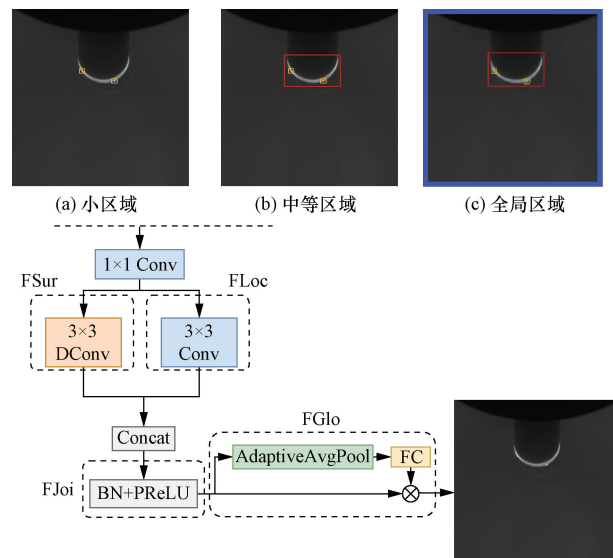 (a) 小区域
(b) 中等区域
(c) 全局区域
1×1 Conv
FSur
FLoc
3×3
DConv
3×3
Conv
Concat
FGlo
AdaptiveAvgPool
FC
FJoi
BN+PReLU